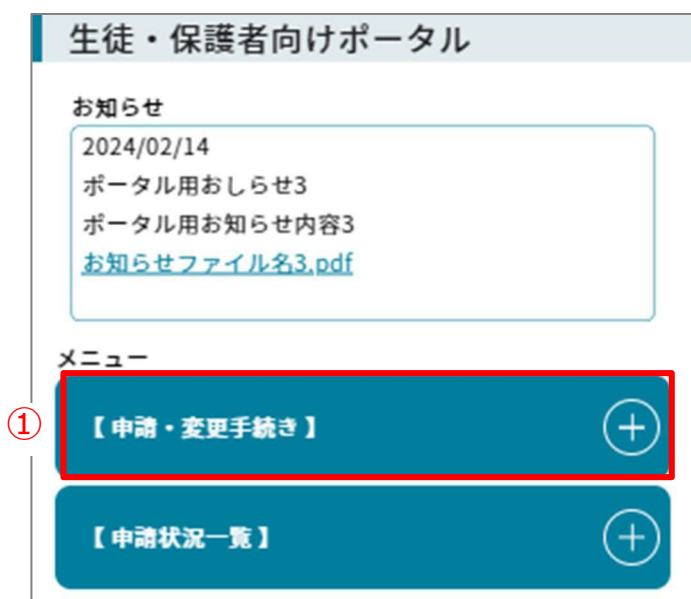 生徒・保護者向けポータル
お知らせ
2024/02/14
ポータル用おしらせ3
ポータル用お知らせ内容3
お知らせファイル名3.pdf
メニュー
①
【 申請・変更手続き 】
【 申請状況一覧 】